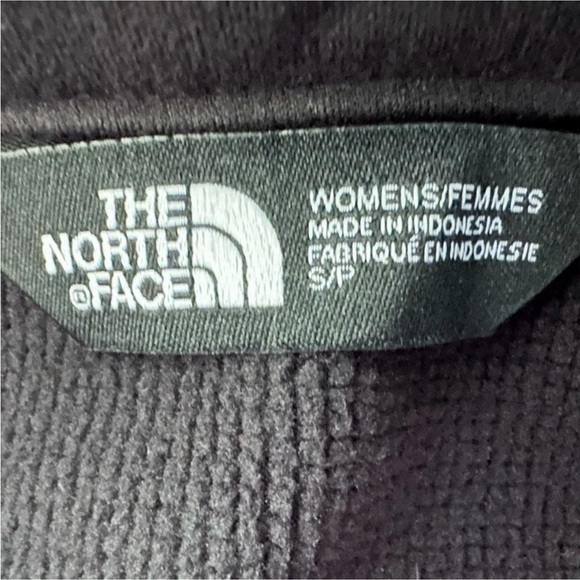 THE
NORTH
®FACE
WOMENS/FEMMES
MADE IN INDONESIA
FABRIQUÉ EN INDONESIE
S/P